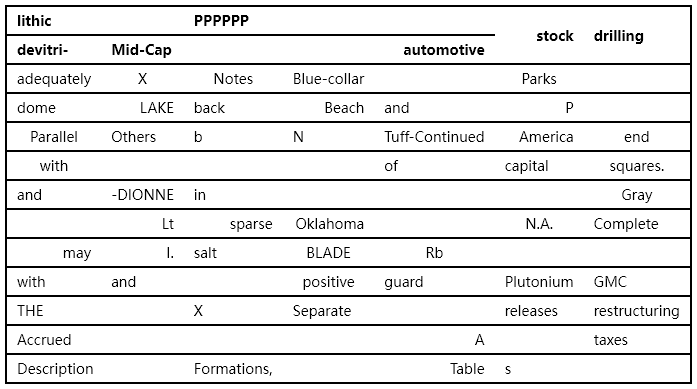 lithic PPPPPP stock drilling
devitri- Mid-Cap automotive
adequately X Notes Blue-collar Parks
dome LAKE back Beach and P
Parallel Others b N Tuff-Continued America end
with of capital squares.
and -DIONNE in Gray
Lt sparse Oklahoma N.A. Complete
may I. salt BLADE Rb
with and positive guard Plutonium GMC
THE X Separate releases restructuring
Accrued A taxes
Description Formations, Table s